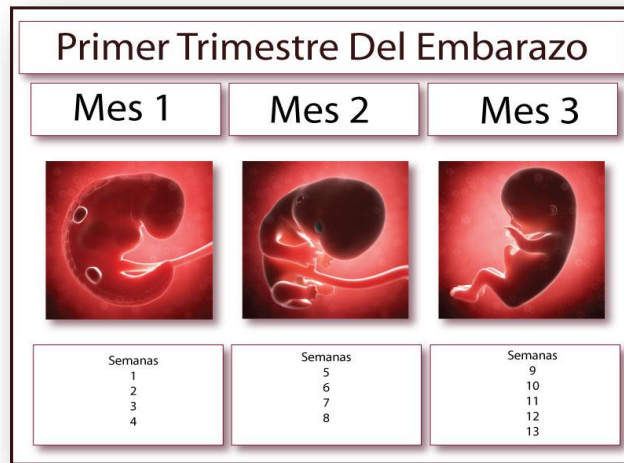 Primer Trimestre Del Embarazo
Mes 1
Mes 2
Mes 3
Semanas
1
2
3
4
Semanas
5
6
7
8
Semanas
9
10
11
12
13